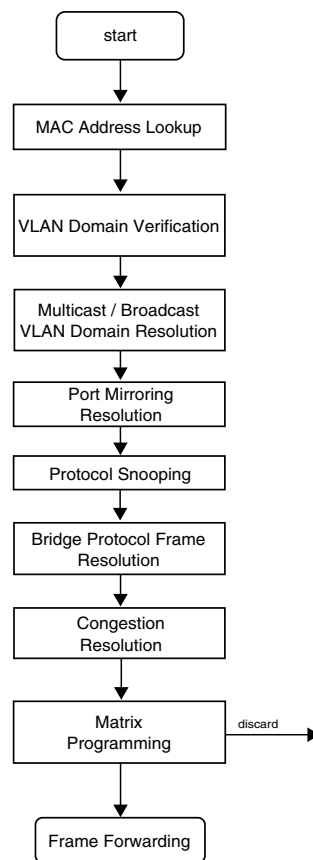 start
MAC Address Lookup
VLAN Domain Verification
Multicast / Broadcast
VLAN Domain Resolution
Port Mirroring
Resolution
Protocol Snooping
Bridge Protocol Frame
Resolution
Congestion
Resolution
Matrix
Programming
discard
Frame Forwarding